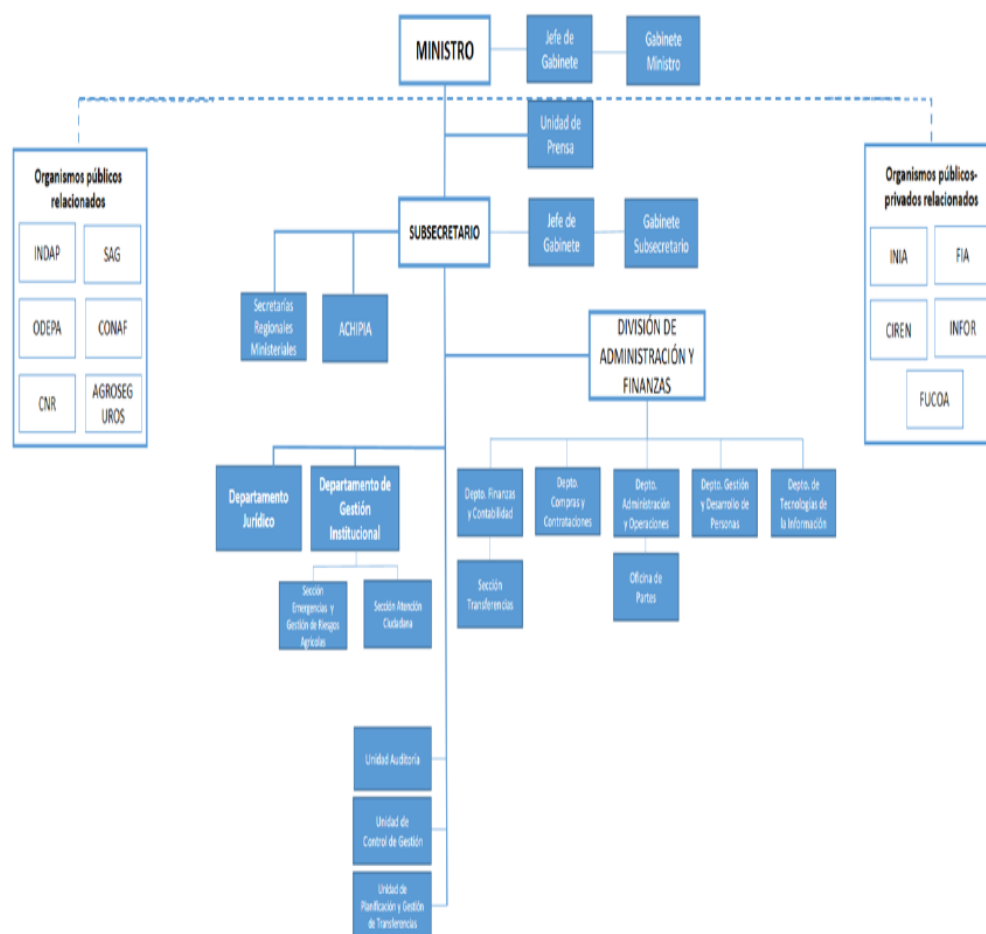 MINISTRO
Jefe de
Gabinete
Gabinete
Ministro
Unidad de
Prensa
Organismos públicos
relacionados
INDAP
SAG
ODEPA
CONAF
CNR
AGROSEG
UROS
Organismos públicos-
privados relacionados
INIA
FIA
CIREN
INFOR
FUCOA
SUBSECRETARIO
Jefe de
Gabinete
Gabinete
Subsecretario
Secretarías
Regionales
Ministeriales
ACHIPIA
DIVISIÓN DE
ADMINISTRACIÓN Y
FINANZAS
Departamento
Jurídico
Departamento de
Gestión
Institucional
Depto. Finanzas
y Contabilidad
Depto.
Compras y
Contrataciones
Depto.
Administración
y Operaciones
Depto. Gestión
y Desarrollo de
Personas
Depto. de
Tecnologías de
la Información
Sección
Emergencias y
Gestión de Riesgos
Agrícolas
Sección Atención
Ciudadana
Sección
Transferencias
Oficina de
Partes
Unidad Auditoría
Unidad de
Control de Gestión
Unidad de
Planificación y Gestión
de Transferencias